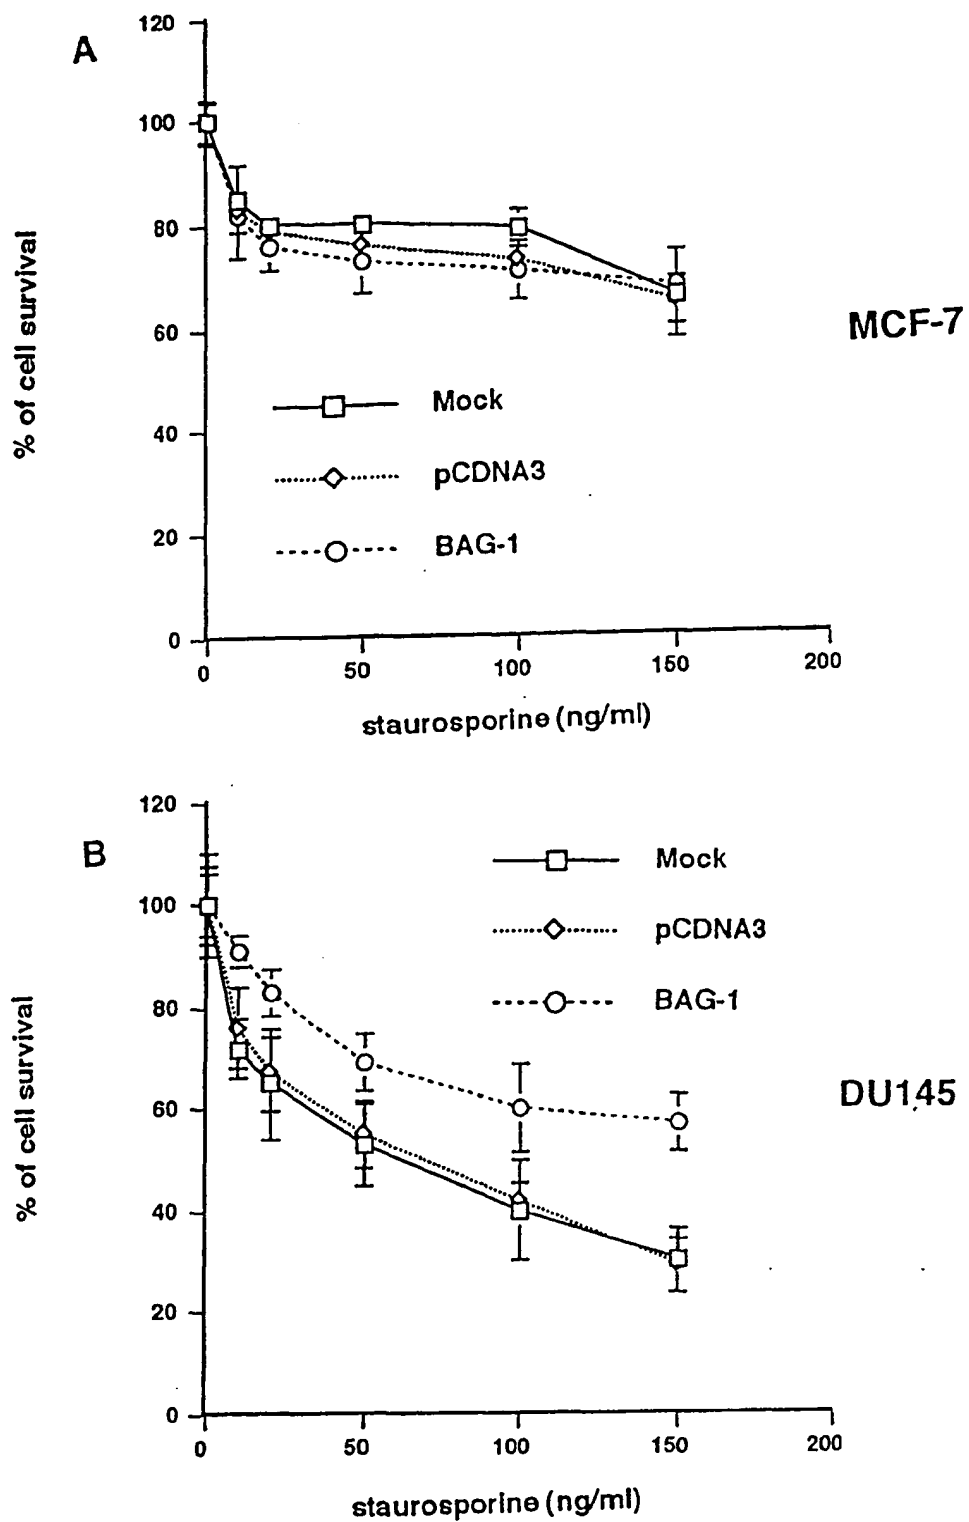 A
120
100
80
60
40
20
0
% of cell survival
Mock
pCDNA3
BAG-1
MCF-7
0 50 100 150 200
staurosporine (ng/ml)
B
120
100
80
60
40
20
0
% of cell survival
Mock
pCDNA3
BAG-1
DU145
0 50 100 150 200
staurosporine (ng/ml)